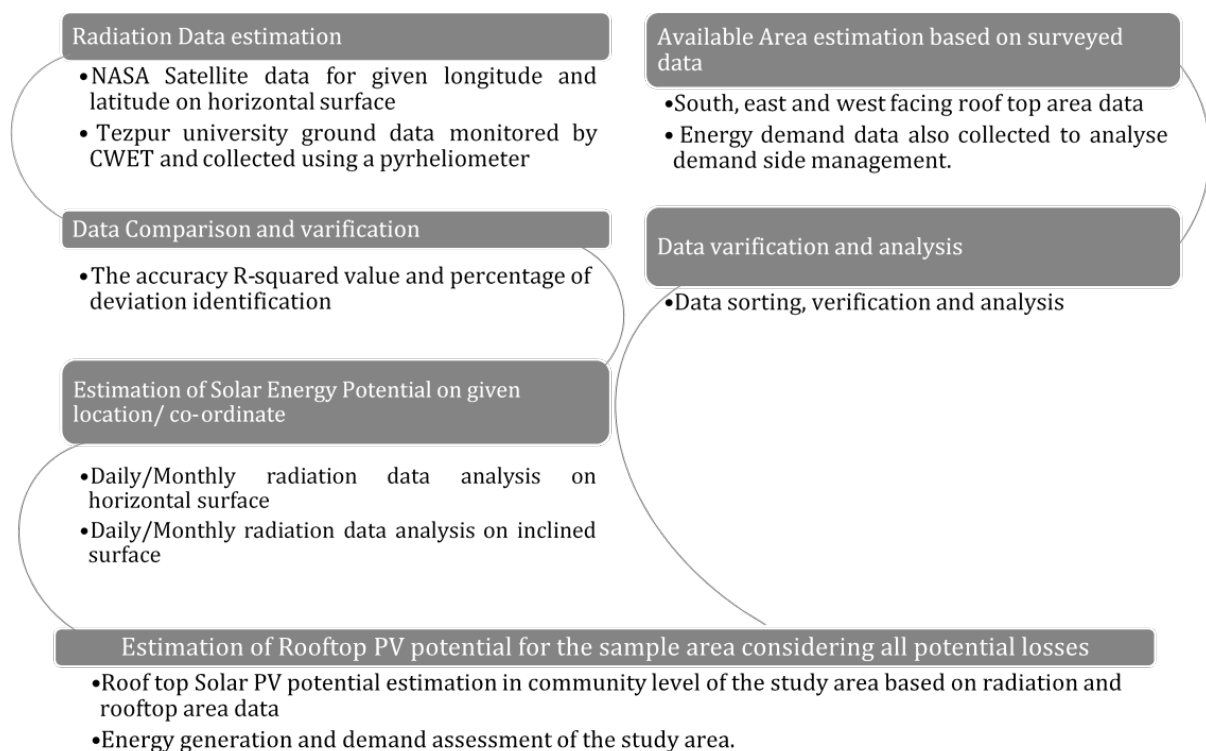 Radiation Data estimation
•NASA Satellite data for given longitude and
latitude on horizontal surface
• Tezpur university ground data monitored by
CWET and collected using a pyrheliometer
Data Comparison and varification
•The accuracy R-squared value and percentage of
deviation identification
Estimation of Solar Energy Potential on given
location/ co-ordinate
•Daily/Monthly radiation data analysis on
horizontal surface
•Daily/Monthly radiation data analysis on inclined
surface
Available Area estimation based on surveyed
data
•South, east and west facing roof top area data
• Energy demand data also collected to analyse
demand side management.
Data varification and analysis
•Data sorting, verification and analysis
Estimation of Rooftop PV potential for the sample area considering all potential losses
•Roof top Solar PV potential estimation in community level of the study area based on radiation and
rooftop area data
•Energy generation and demand assessment of the study area.